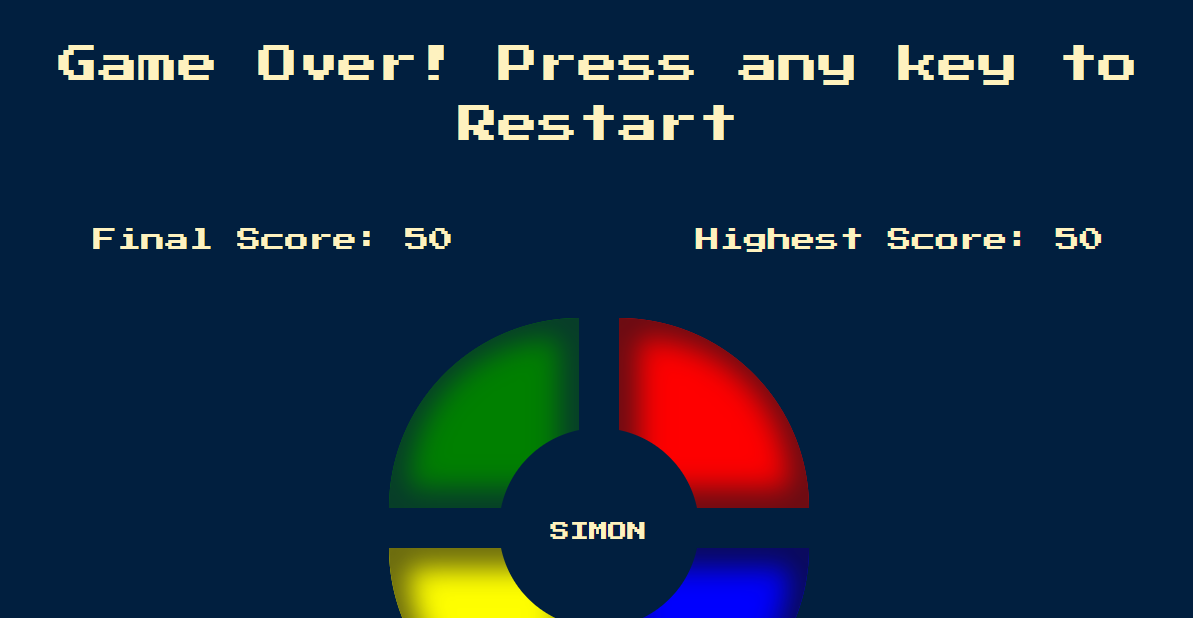 Game Over! Press any key to
Restart
Final Score: 50
Highest Score: 50
SIMON